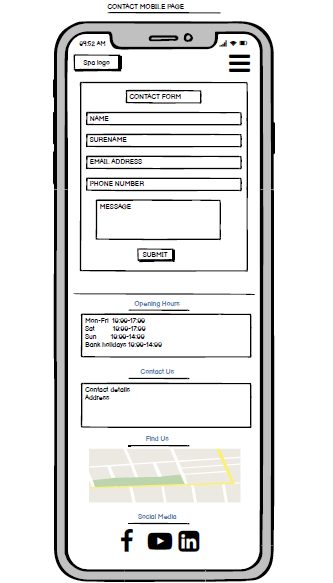 CONTACT MOBILE PAGE
09:52 AM
Spa logo
CONTACT FORM
NAME
SURENAME
EMAIL ADDRESS
PHONE NUMBER
MESSAGE
SUBMIT
Opening Hours
Mon-Fri 10:00-17:00
Sat 10:00-17:00
Sun 10:00-14:00
Bank holidays 10:00-14:00
Contact Us
Contact details
Address
Find Us
Social Media
in